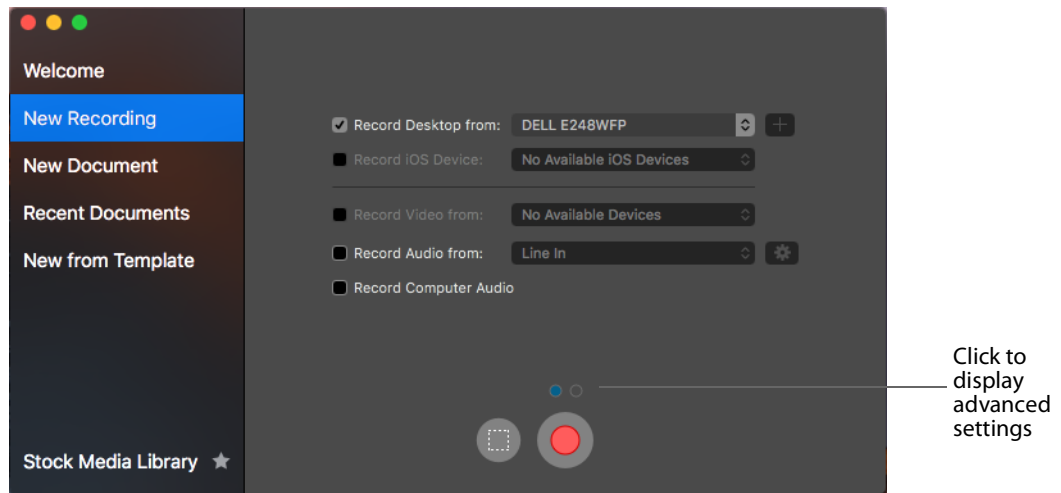 Welcome
New Recording
New Document
Recent Documents
New from Template
Stock Media Library
Record Desktop from: DELL E248WFP
Record iOS Device: No Available iOS Devices
Record Video from: No Available Devices
Record Audio from: Line In
Record Computer Audio
Click to
display
advanced
settings